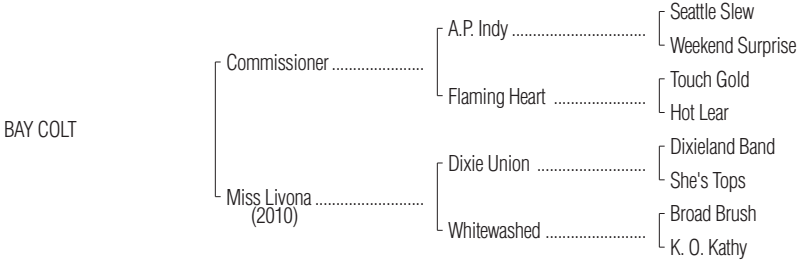 Seattle Slew
A.P. Indy ..............................
Weekend Surprise
Commissioner .....................
Touch Gold
Flaming Heart .....................
Hot Lear
BAY COLT
Dixieland Band
Dixie Union ........................
She's Tops
Miss Livona ........................
(2010)
Broad Brush
Whitewashed ......................
K. O. Kathy